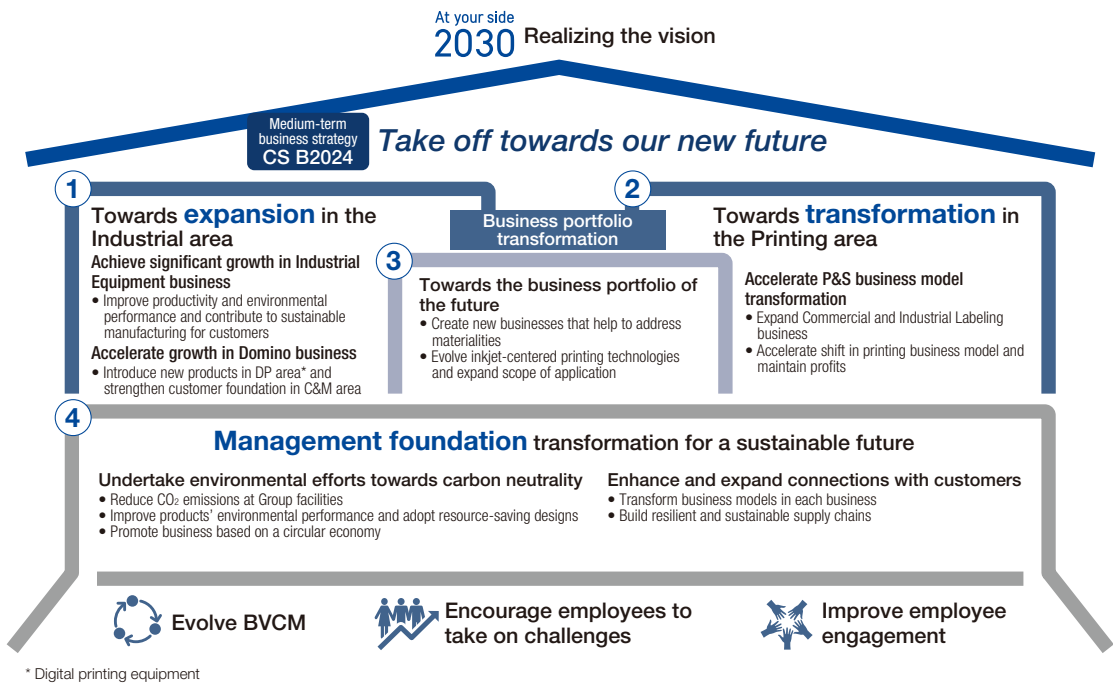 At your side
2030 Realizing the vision
Medium-term
business strategy
CS B2024
Take off towards our new future
1
Towards expansion in the
Industrial area
Achieve significant growth in Industrial
Equipment business
• Improve productivity and environmental
performance and contribute to sustainable
manufacturing for customers
Accelerate growth in Domino business
• Introduce new products in DP area* and
strengthen customer foundation in C&M area
Business portfolio
transformation
2
Towards transformation in
the Printing area
Accelerate P&S business model
transformation
• Expand Commercial and Industrial Labeling
business
• Accelerate shift in printing business model and
maintain profits
3
Towards the business portfolio of
the future
• Create new businesses that help to address
materialities
• Evolve inkjet-centered printing technologies
and expand scope of application
4
Management foundation transformation for a sustainable future
Undertake environmental efforts towards carbon neutrality
• Reduce CO₂ emissions at Group facilities
• Improve products' environmental performance and adopt resource-saving designs
• Promote business based on a circular economy
Enhance and expand connections with customers
• Transform business models in each business
• Build resilient and sustainable supply chains
Evolve BVCM
Encourage employees to
take on challenges
Improve employee
engagement
* Digital printing equipment